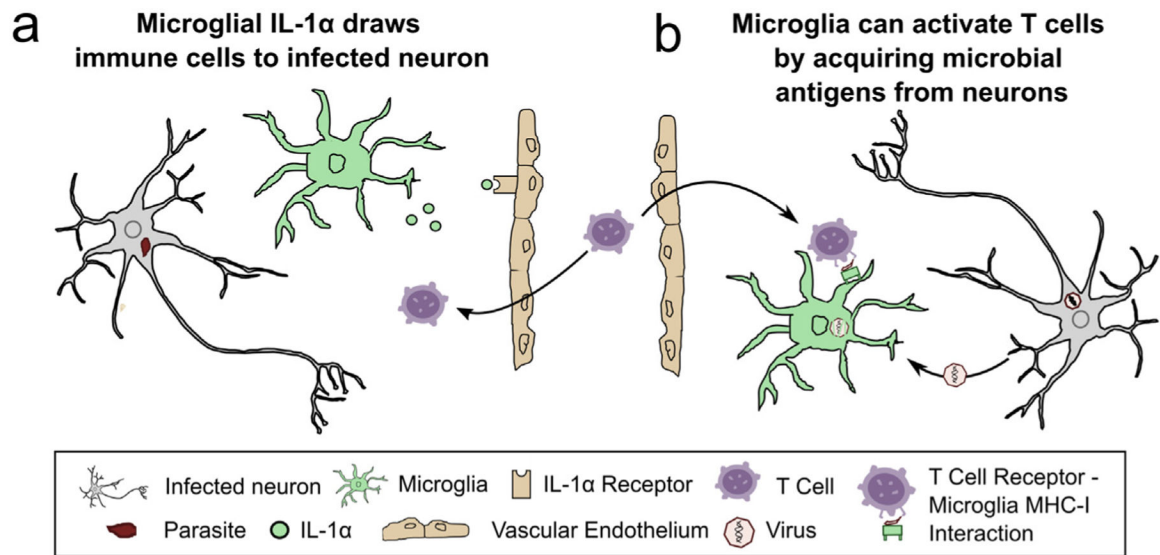 a
Microglial IL-1α draws
immune cells to infected neuron
b
Microglia can activate T cells
by acquiring microbial
antigens from neurons
Infected neuron
Microglia
IL-1α Receptor
T Cell
T Cell Receptor -
Microglia MHC-I
Interaction
Parasite
IL-1α
Vascular Endothelium
Virus